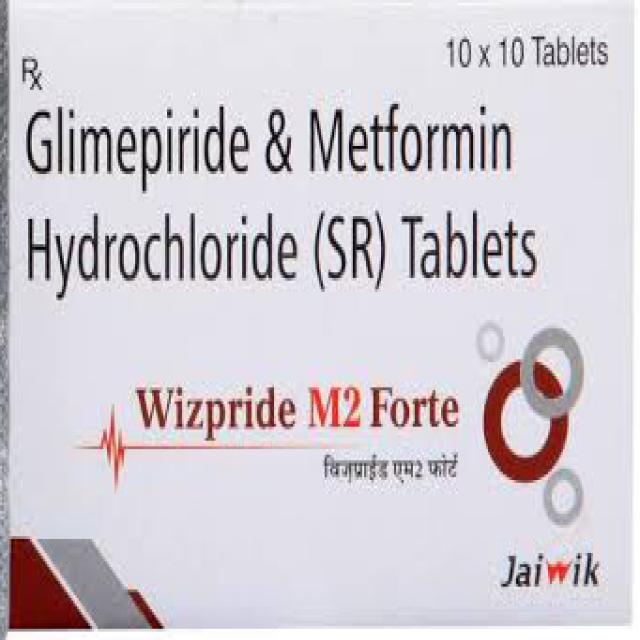 10 x 10 Tablets
Rx
Glimepiride & Metformin
Hydrochloride (SR) Tablets
Wizpride M2 Forte
विज़प्राईड एम2 फोर्ट
Jaiwik